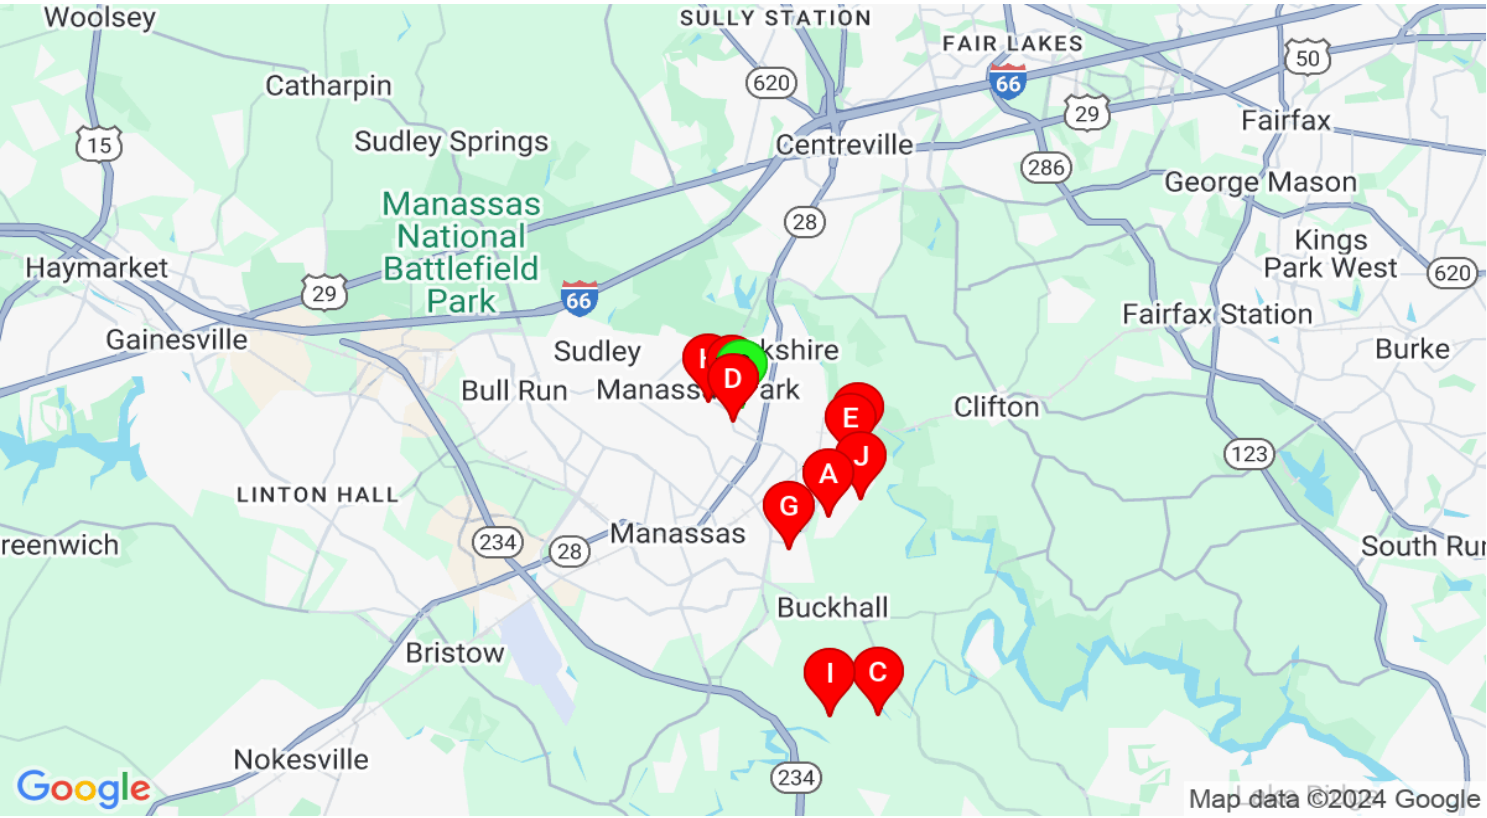 Woolsey
SULLY STATION
FAIR LAKES
50
620
66
Catharpin
29
Fairfax
15
Sudley Springs
Centreville
286
George Mason
Manassas
National
Battlefield
Park
28
Kings
Park West
Haymarket
29
66
620
Fairfax Station
Gainesville
Sudley
kshire
Burke
D
Bull Run
Manass
ark
E
Clifton
J
123
A
LINTON HALL
G
Manassas
234
28
reenwich
South Ru
Buckhall
Bristow
I
C
Nokesville
234
Google
Map data ©2024 Google